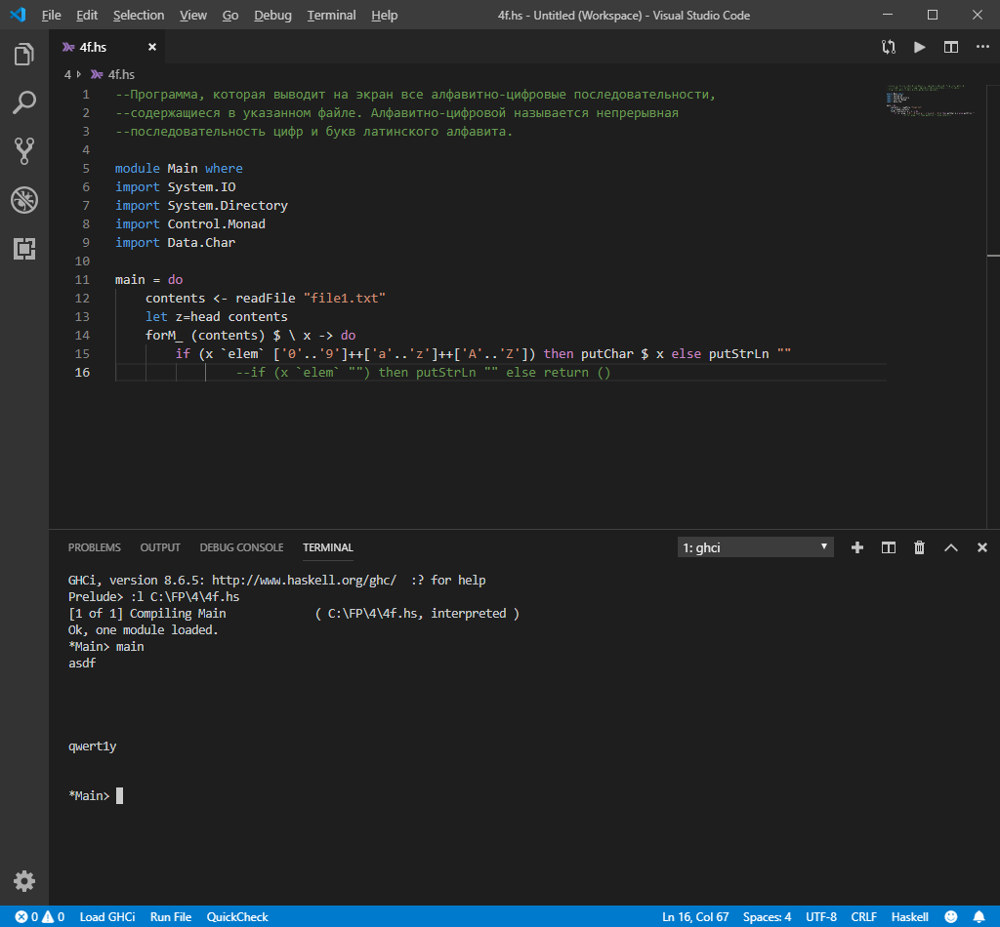 File Edit Selection View Go Debug Terminal Help 4f.hs - Untitled (Workspace) - Visual Studio Code
4f.hs
4 4f.hs
1 --Программа, которая выводит на экран все алфавитно-цифровые последовательности,
2 --содержащиеся в указанном файле. Алфавитно-цифровой называется непрерывная
3 --последовательность цифр и букв латинского алфавита.
4
5 module Main where
6 import System.IO
7 import System.Directory
8 import Control.Monad
9 import Data.Char
10
11 main = do
12 contents <- readFile "file1.txt"
13 let z=head contents
14 forM_ (contents) $ \ x -> do
15 if (x `elem` ['0'..'9']++['a'..'z']++['A'..'Z']) then putChar $ x else putStrLn ""
16 --if (x `elem` "") then putStrLn "" else return ()
PROBLEMS OUTPUT DEBUG CONSOLE TERMINAL 1: ghci
GHCi, version 8.6.5: http://www.haskell.org/ghc/ :? for help
Prelude> :l C:\FP\4\4f.hs
[1 of 1] Compiling Main ( C:\FP\4\4f.hs, interpreted )
Ok, one module loaded.
*Main> main
asdf
qwert1y
*Main>
0 0 Load GHCi Run File QuickCheck Ln 16, Col 67 Spaces: 4 UTF-8 CRLF Haskell